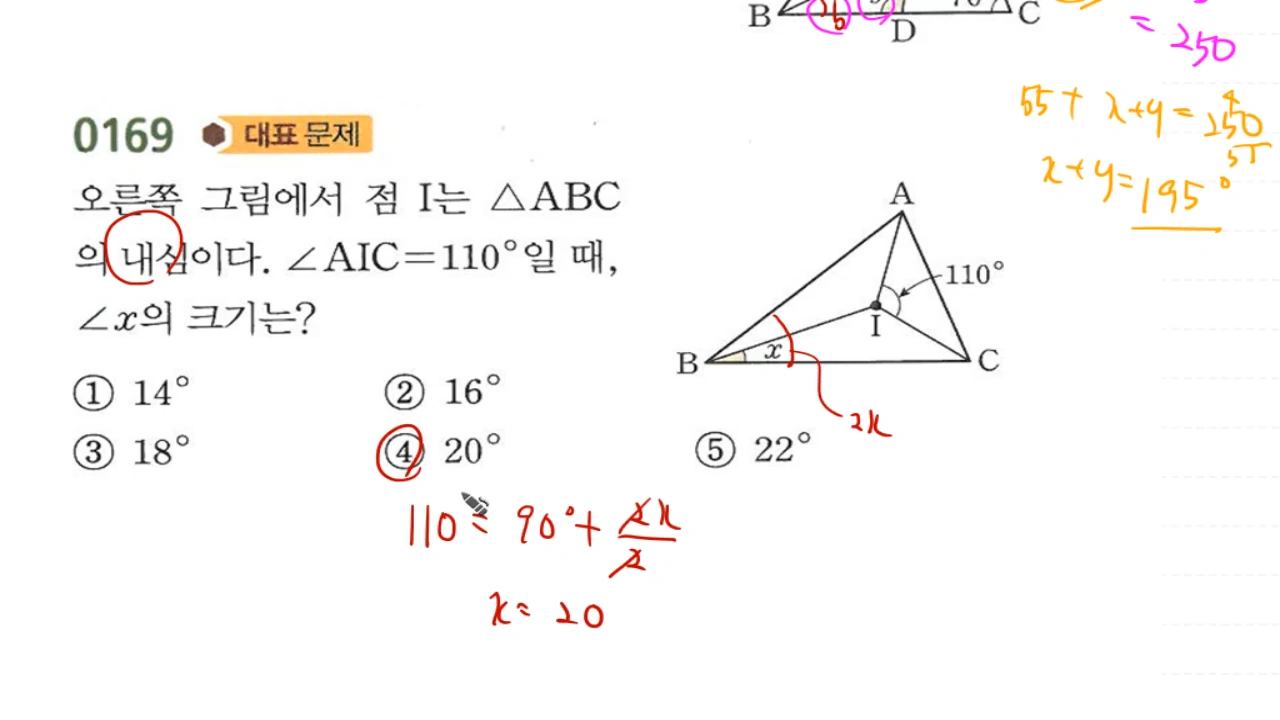 B 26 D C
= 250
55 + x+y = 250
55
x+y = 195°
0169 대표 문제
오른쪽 그림에서 점 I는 △ABC
의 내심이다. ∠AIC=110°일 때,
∠x의 크기는?
A
110°
I
B x C
2x
① 14° ② 16°
③ 18° ④ 20° ⑤ 22°
110 = 90° + 2x/2
x = 20